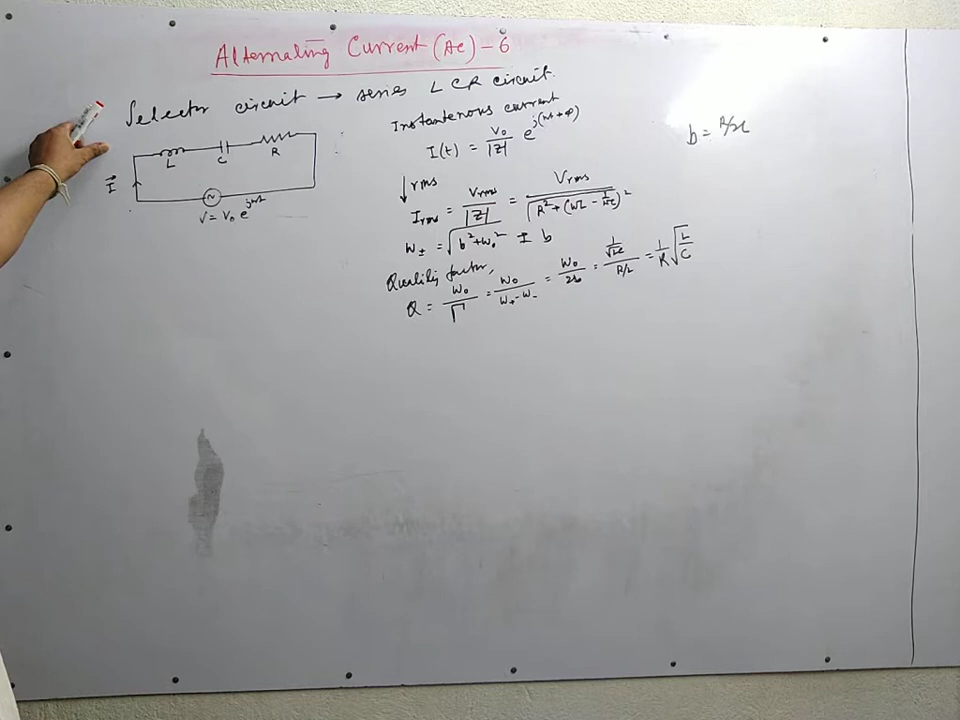 Alternating Current (Ac) - 6
Selector circuit → series LCR circuit.
L C R
I⃗
V = V₀ e^{jωt}
Instantenous current
I(t) = V₀/|Z| e^{j(ωt + φ)}
↓ rms
I_rms = V_rms/|Z| = V_rms/√(R² + (ωL - 1/ωC)²)
ω± = √(b² + ω₀²) ± b
Quality factor,
Q = ω₀/Γ = ω₀/(ω₊ - ω₋) = ω₀/2b = (1/√LC)/(R/L) = 1/R √(L/C)
b = R/2L